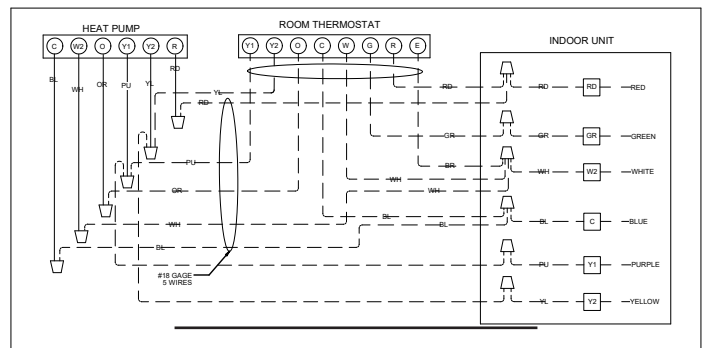 HEAT PUMP
ROOM THERMOSTAT
INDOOR UNIT
C W2 O Y1 Y2 R
Y1 Y2 O C W G R E
BL
WH
OR
PU
YL
RD
YL
RD
RD
RD
RD
RED
GR
GR
GR
GREEN
BR
PU
WH
WH
W2
WHITE
OR
WH
WH
BL
BL
C
BLUE
BL
BL
PU
Y1
PURPLE
#18 GAGE
5 WIRES
YL
Y2
YELLOW